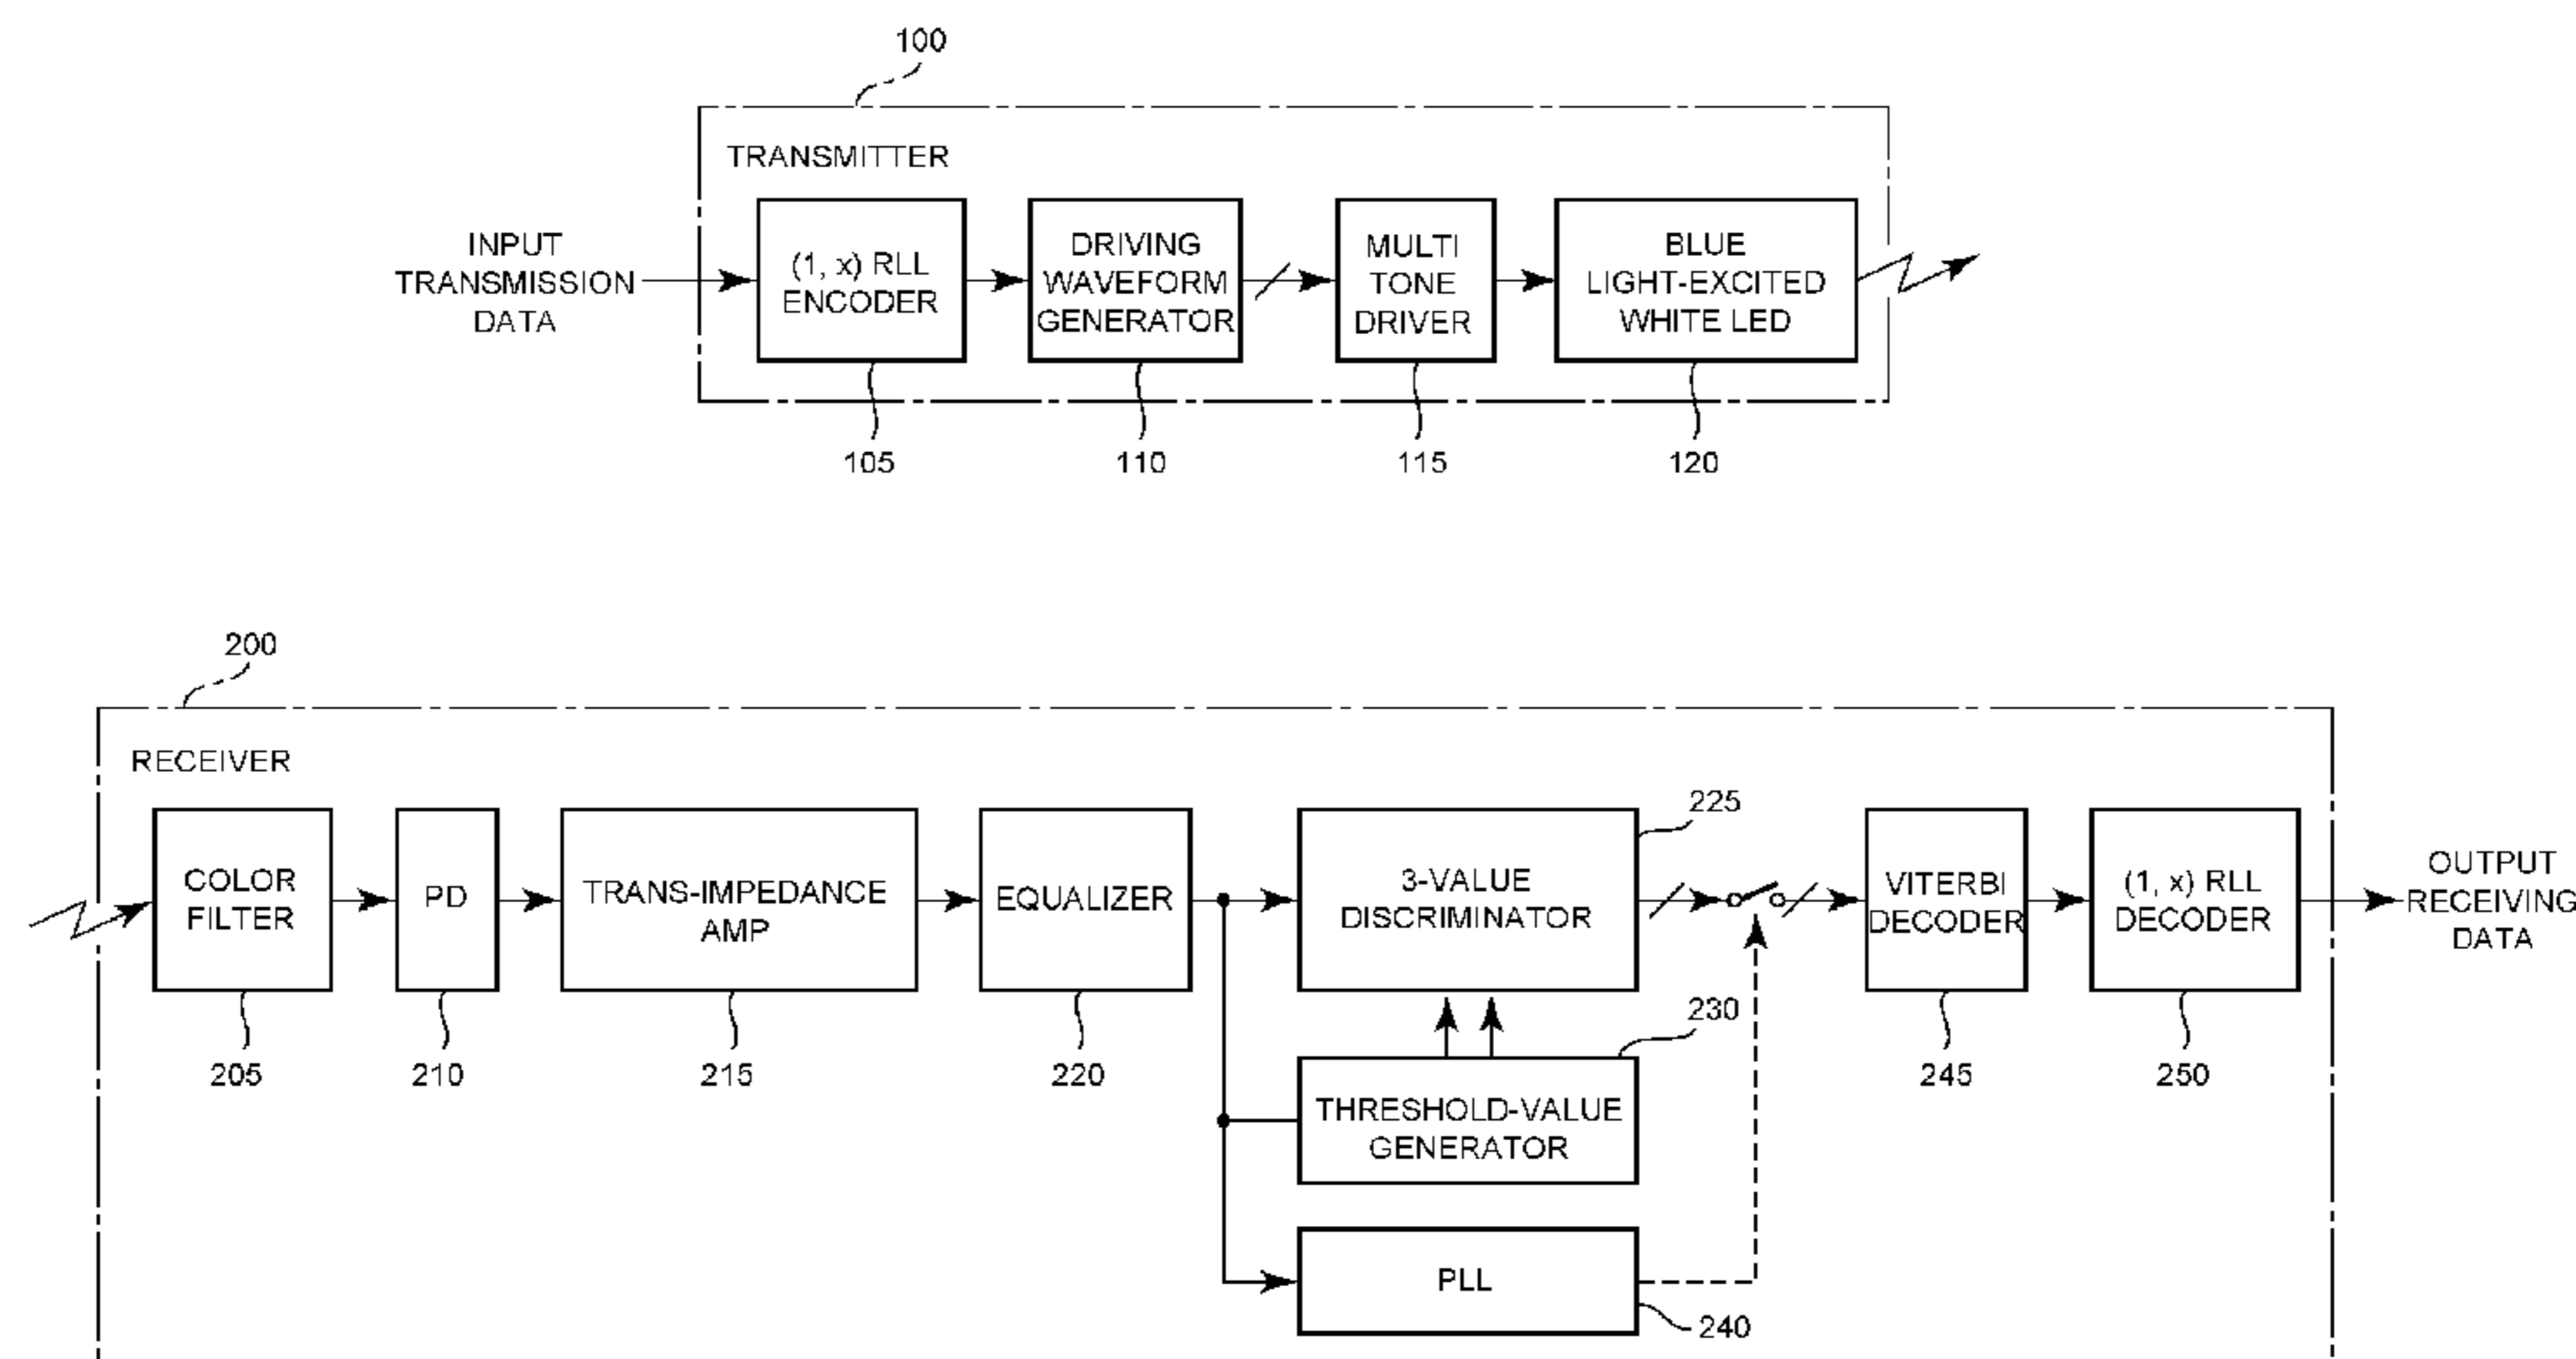 100
TRANSMITTER
INPUT
TRANSMISSION
DATA
(1, x) RLL
ENCODER
DRIVING
WAVEFORM
GENERATOR
MULTI
TONE
DRIVER
BLUE
LIGHT-EXCITED
WHITE LED
105
110
115
120
200
RECEIVER
COLOR
FILTER
PD
TRANS-IMPEDANCE
AMP
EQUALIZER
3-VALUE
DISCRIMINATOR
225
VITERBI
DECODER
(1, x) RLL
DECODER
OUTPUT
RECEIVING
DATA
205
210
215
220
230
THRESHOLD-VALUE
GENERATOR
245
250
PLL
240